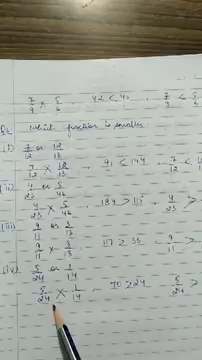 7/9 × 5/6 , 42 < 45 , 7/9 < 5/6
which fraction is smaller
(i) 7/12 or 12/13
7/12 × 12/13 , 91 < 144 , 7/12 <
(ii) 4/23 or 5/46
4/23 × 5/46 , 184 > 115 , 4/23 >
(iii) 9/11 or 3/13
9/11 × 3/13 , 117 > 33 - 9/11 >
(iv) 5/24 or 1/14
5/24 × 1/14 , 70 > 24 , 5/24 >